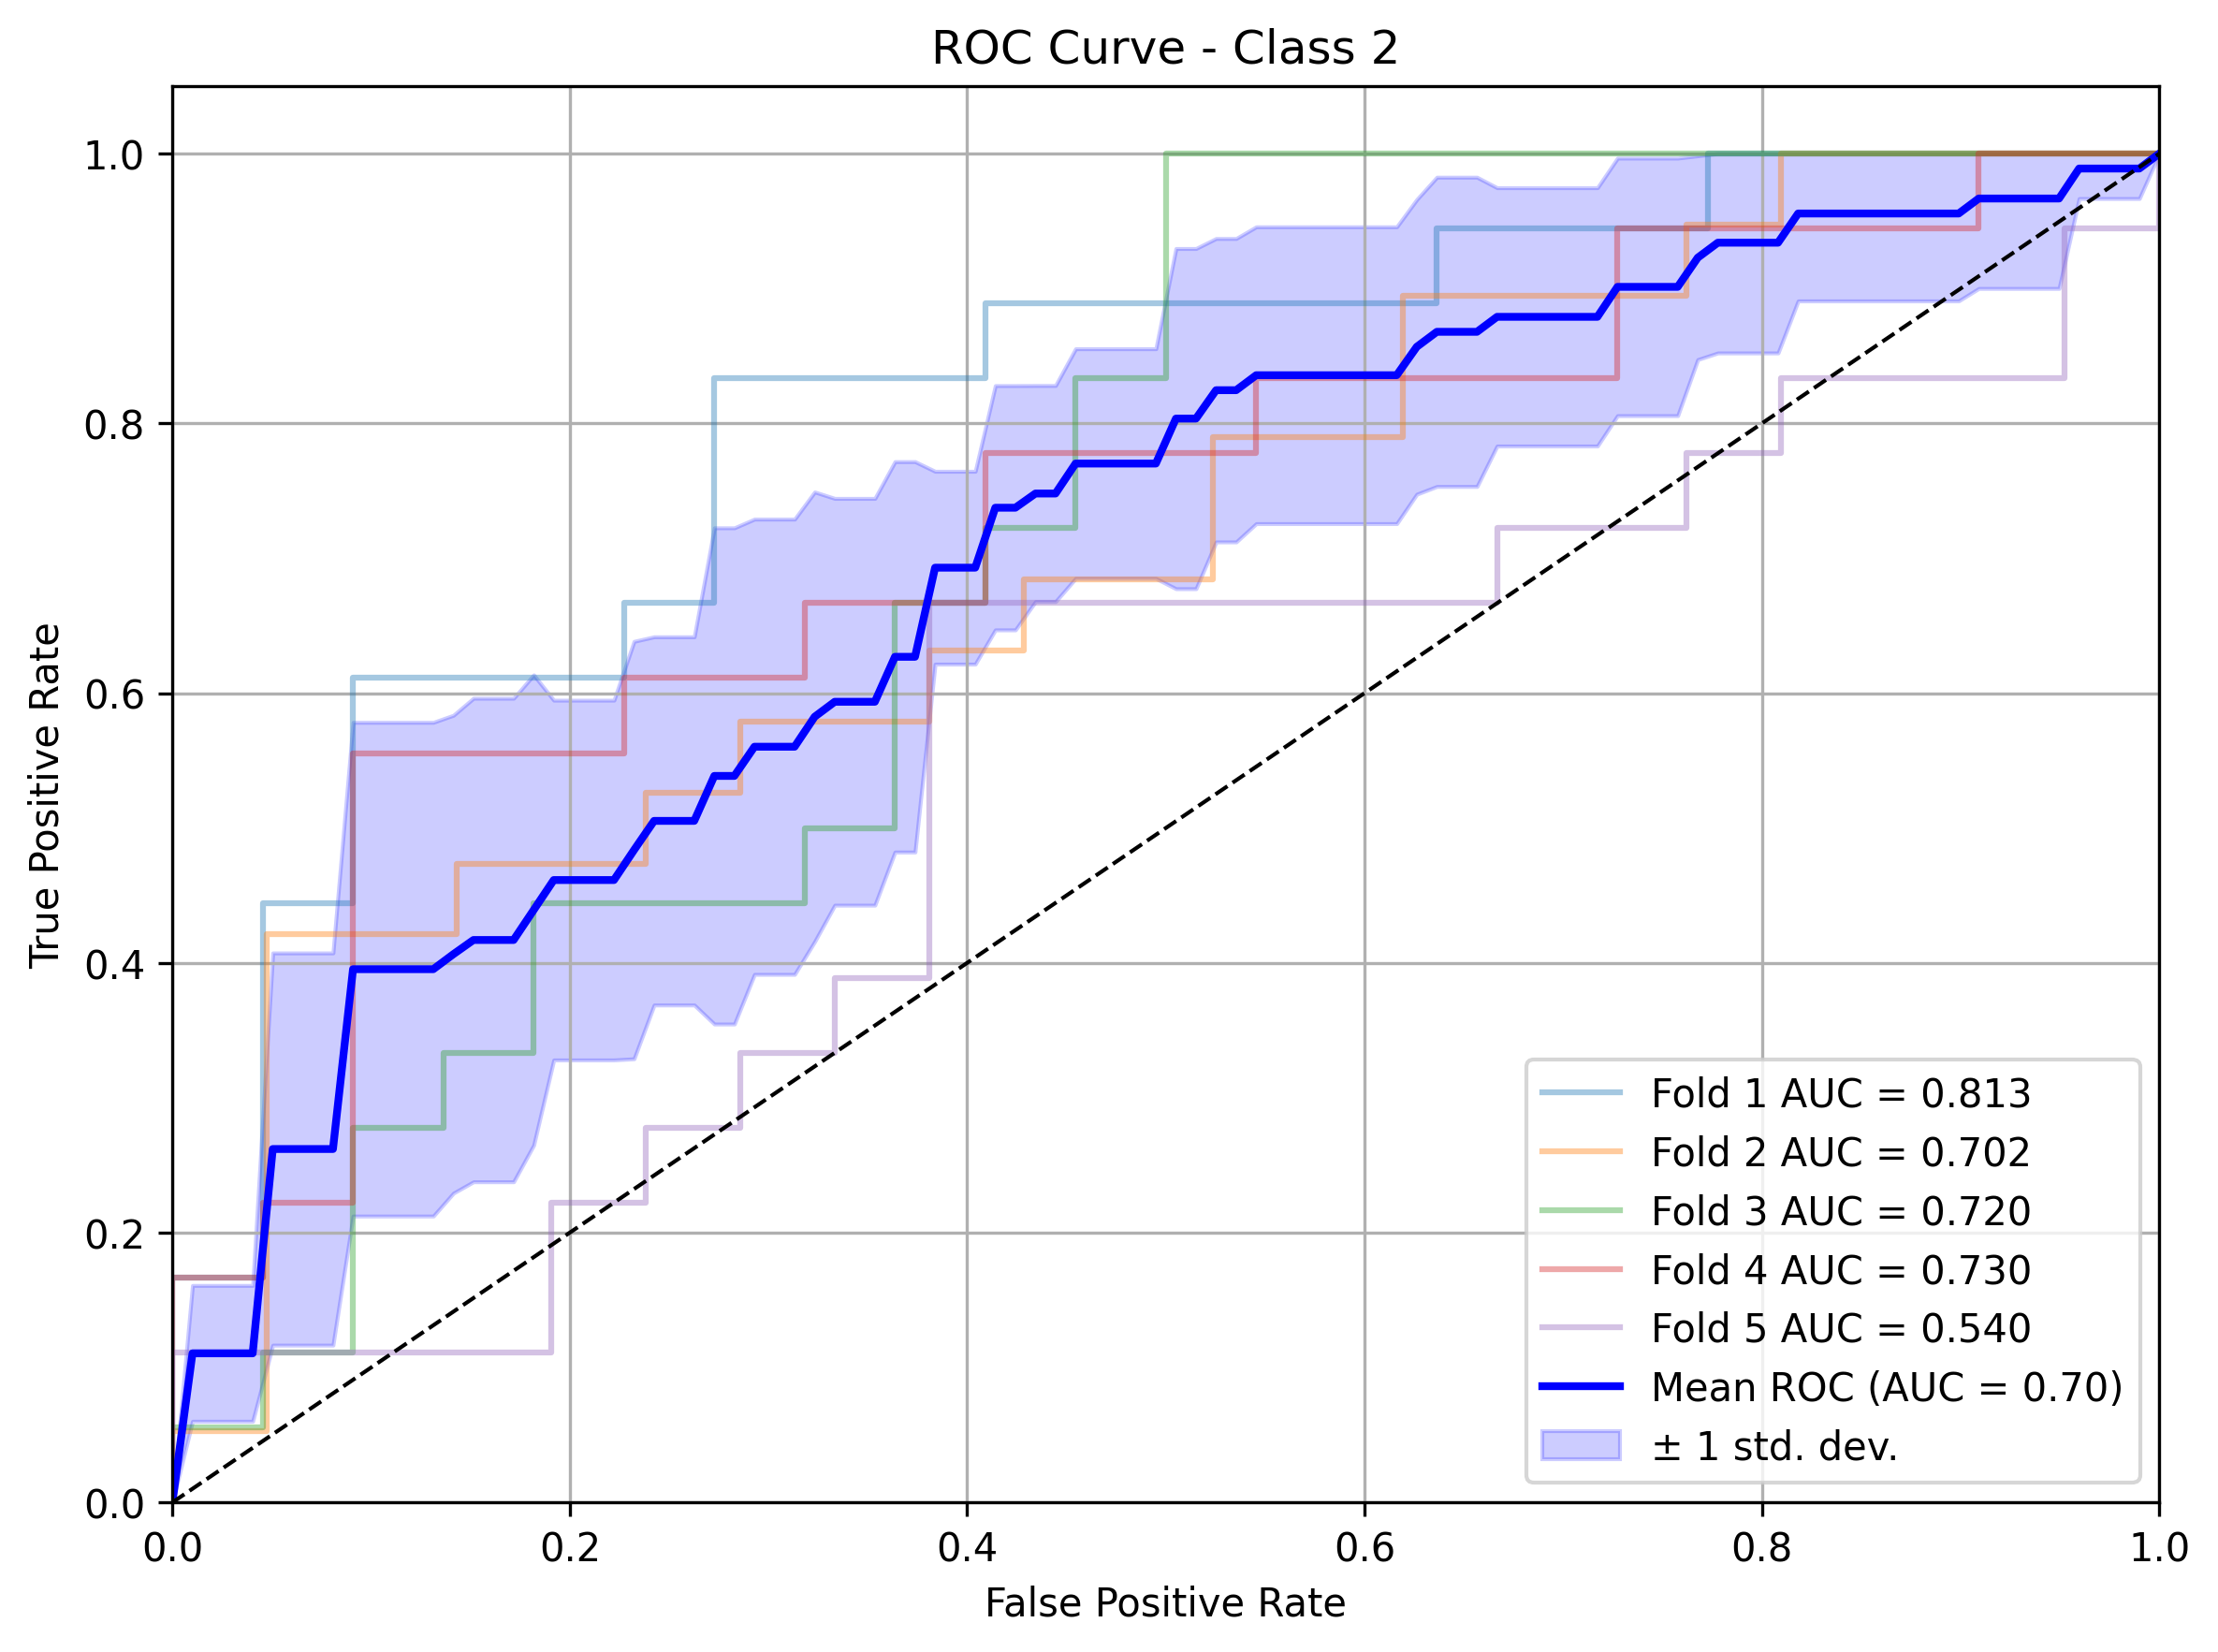 ROC Curve - Class 2
True Positive Rate
1.0
0.8
0.6
0.4
0.2
0.0
0.0 0.2 0.4 0.6 0.8 1.0
False Positive Rate
Fold 1 AUC = 0.813
Fold 2 AUC = 0.702
Fold 3 AUC = 0.720
Fold 4 AUC = 0.730
Fold 5 AUC = 0.540
Mean ROC (AUC = 0.70)
± 1 std. dev.